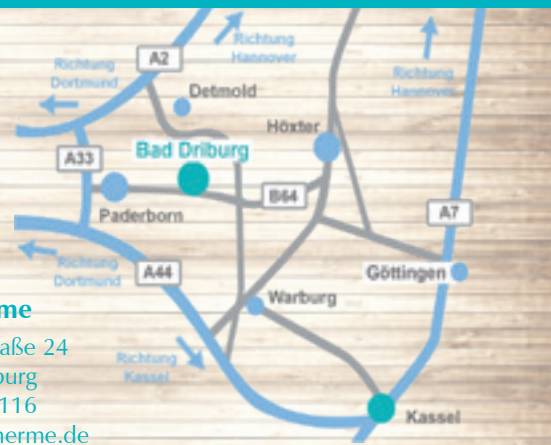 A2
Richtung
Hannover
Richtung
Dortmund
Richtung
Hannover
Detmold
Höxter
Bad Driburg
A33
B64
Paderborn
A7
Richtung
Dortmund
A44
Göttingen
Warburg
Richtung
Kassel
Kassel
me
aße 24
burg
116
herme.de